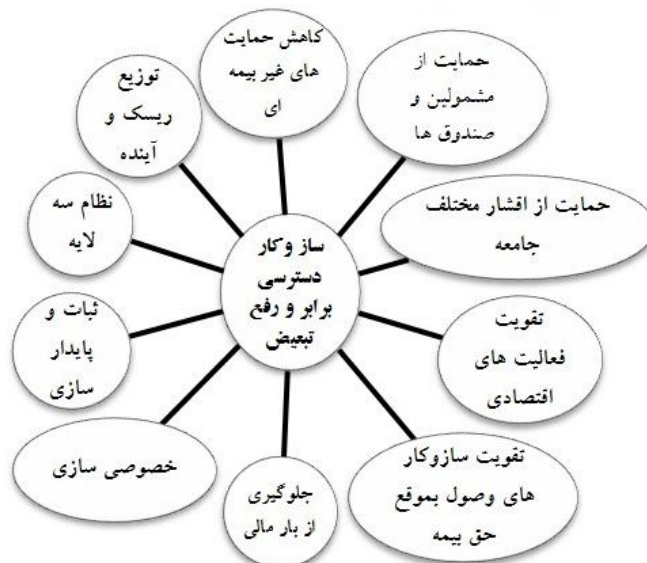 کاهش حمایت
های غیر بیمه
ای
حمایت از
مشمولین و
صندوق ها
حمایت از اقشار مختلف
جامعه
تقویت
فعالیت های
اقتصادی
تقویت سازوکار
های وصول بموقع
حق بیمه
جلوگیری
از بار مالی
خصوصی سازی
ثبات و
پایدار
سازی
نظام سه
لایه
توزیع
ریسک و
آینده
ساز وکار
دسترسی
برابر و رفع
تبعیض